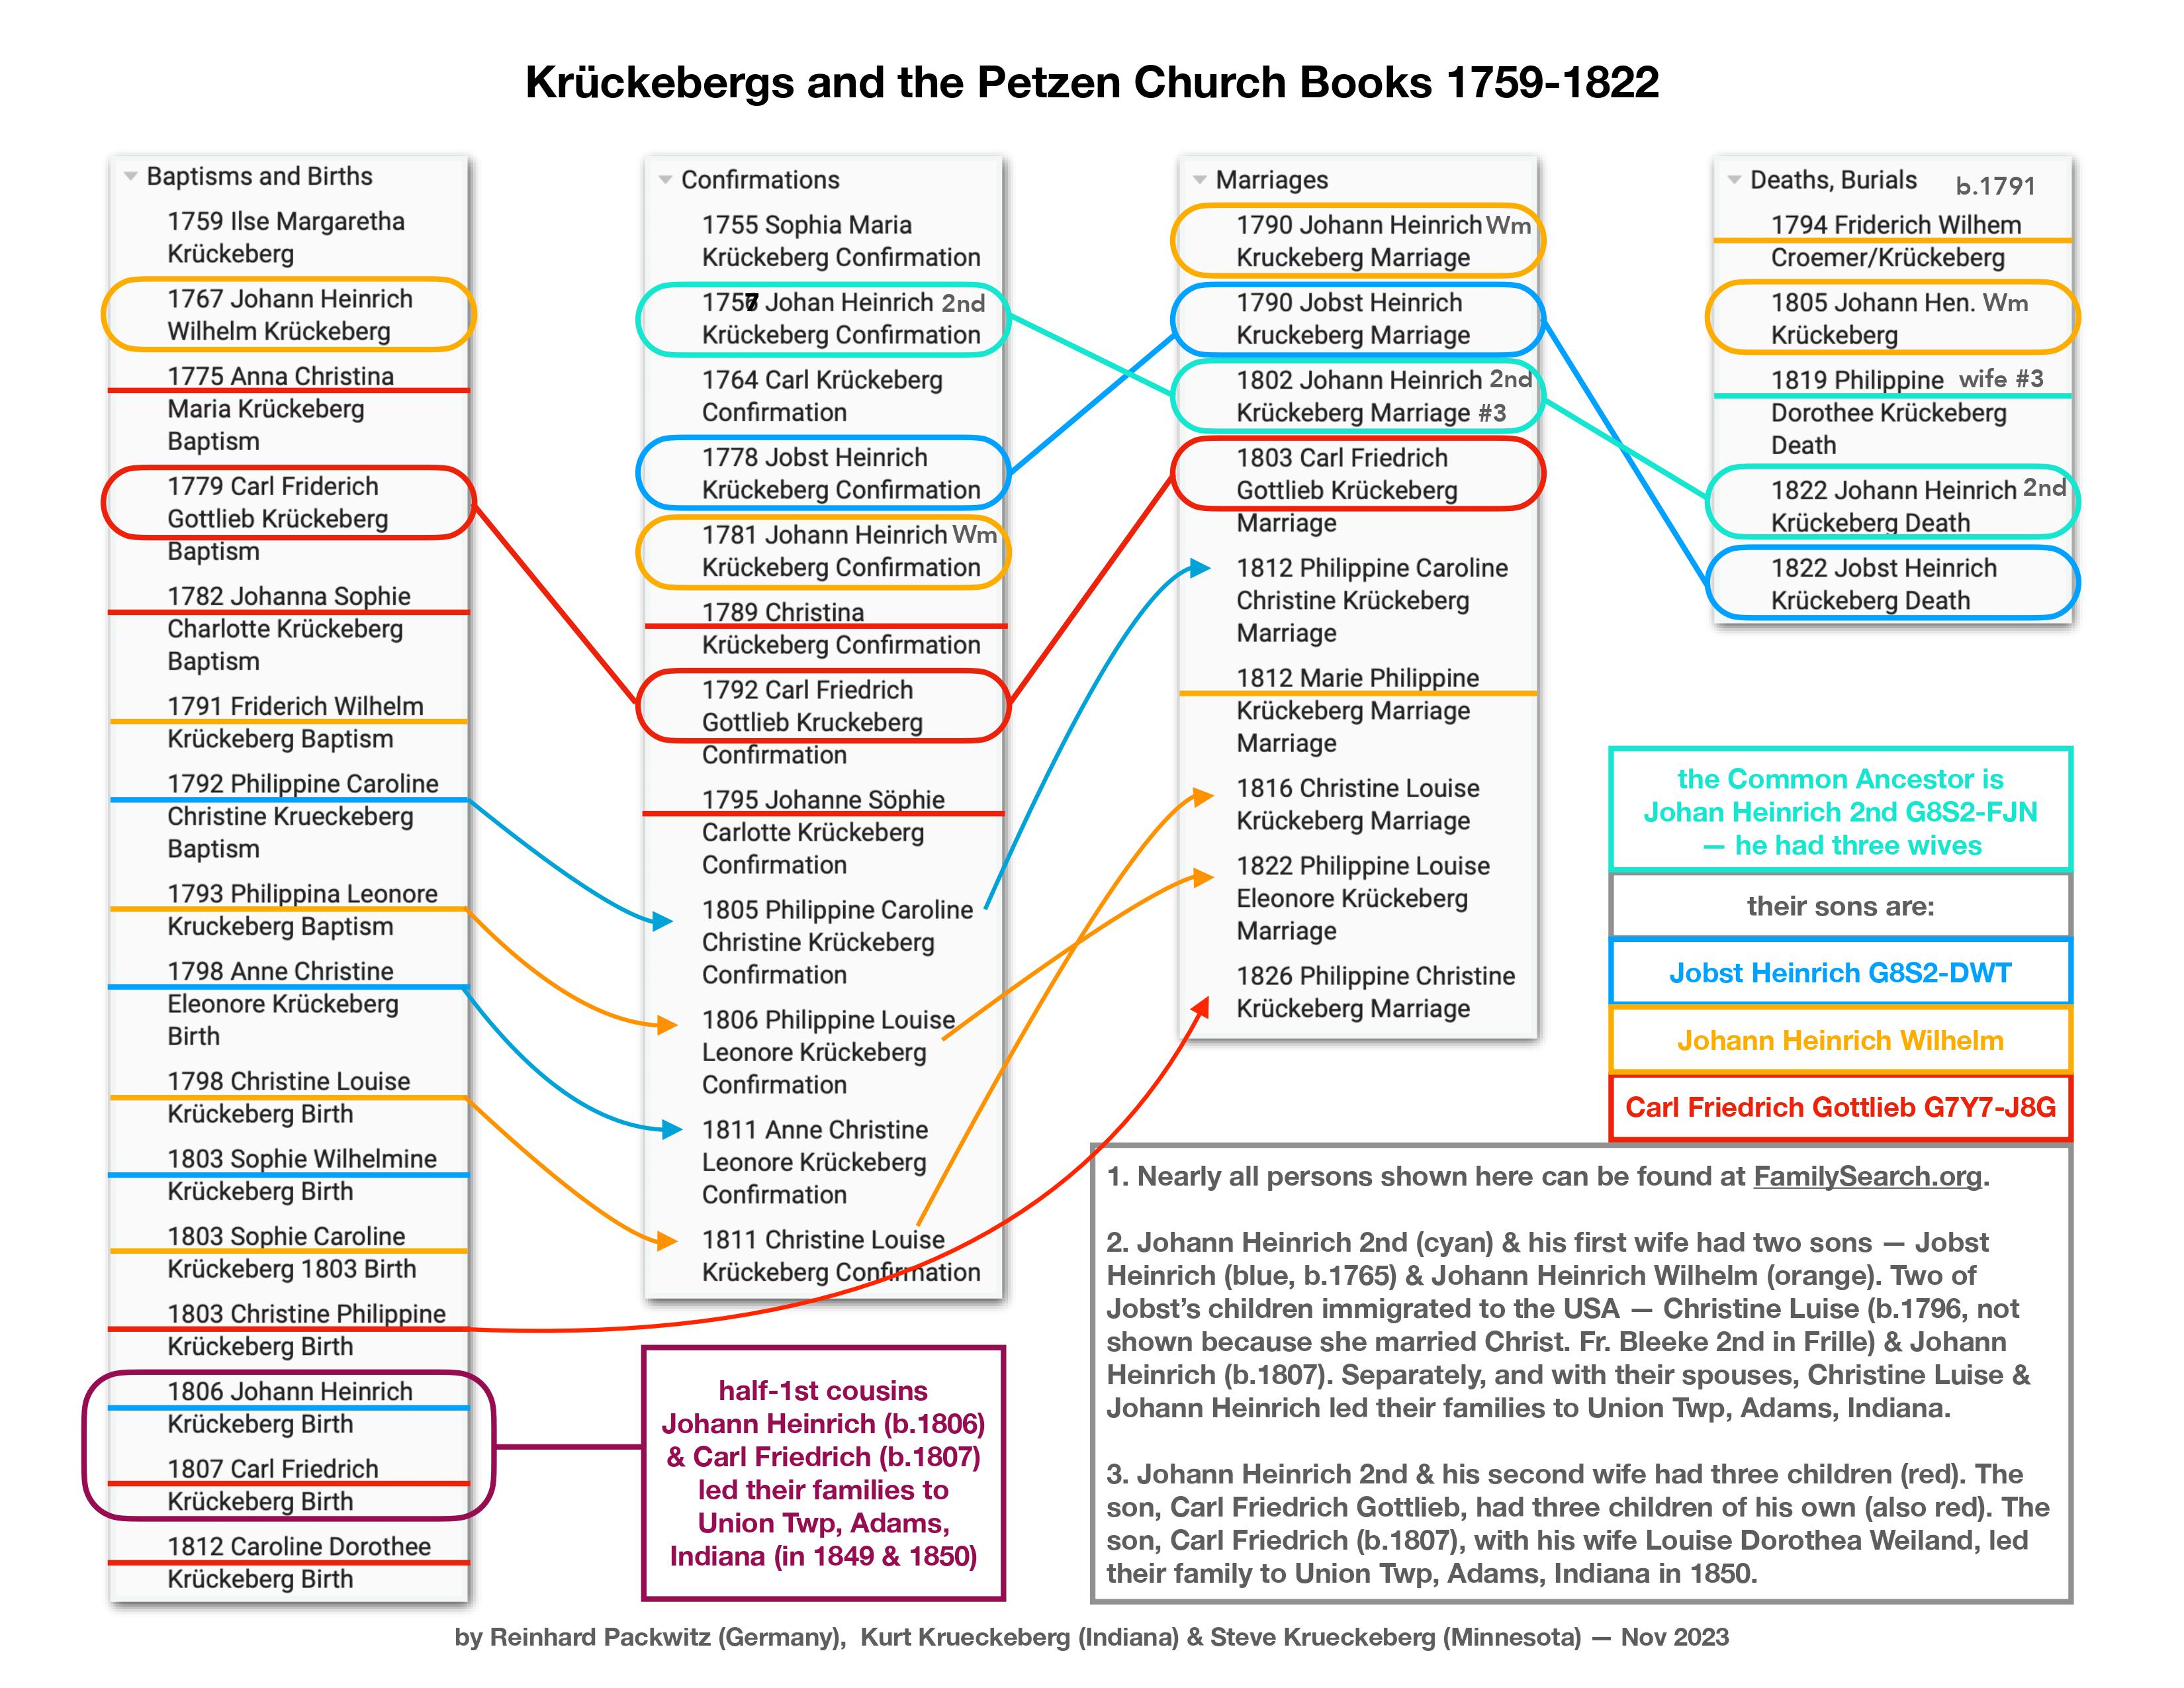 Krückebergs and the Petzen Church Books 1759-1822
Baptisms and Births
1759 Ilse Margaretha
Krückeberg
1767 Johann Heinrich
Wilhelm Krückeberg
1775 Anna Christina
Maria Krückeberg
Baptism
1779 Carl Friderich
Gottlieb Krückeberg
Baptism
1782 Johanna Sophie
Charlotte Krückeberg
Baptism
1791 Friderich Wilhelm
Krückeberg Baptism
1792 Philippine Caroline
Christine Krueckeberg
Baptism
1793 Philippina Leonore
Kruckeberg Baptism
1798 Anne Christine
Eleonore Krückeberg
Birth
1798 Christine Louise
Krückeberg Birth
1803 Sophie Wilhelmine
Krückeberg Birth
1803 Sophie Caroline
Krückeberg 1803 Birth
1803 Christine Philippine
Krückeberg Birth
1806 Johann Heinrich
Krückeberg Birth
1807 Carl Friedrich
Krückeberg Birth
1812 Caroline Dorothee
Krückeberg Birth
Confirmations
1755 Sophia Maria
Krückeberg Confirmation
1757 Johan Heinrich 2nd
Krückeberg Confirmation
1764 Carl Krückeberg
Confirmation
1778 Jobst Heinrich
Krückeberg Confirmation
1781 Johann Heinrich Wm
Krückeberg Confirmation
1789 Christina
Krückeberg Confirmation
1792 Carl Friedrich
Gottlieb Kruckeberg
Confirmation
1795 Johanne Söphie
Carlotte Krückeberg
Confirmation
1805 Philippine Caroline
Christine Krückeberg
Confirmation
1806 Philippine Louise
Leonore Krückeberg
Confirmation
1811 Anne Christine
Leonore Krückeberg
Confirmation
1811 Christine Louise
Krückeberg Confirmation
Marriages
1790 Johann Heinrich Wm
Kruckeberg Marriage
1790 Jobst Heinrich
Kruckeberg Marriage
1802 Johann Heinrich 2nd
Krückeberg Marriage #3
1803 Carl Friedrich
Gottlieb Krückeberg
Marriage
1812 Philippine Caroline
Christine Krückeberg
Marriage
1812 Marie Philippine
Krückeberg Marriage
Marriage
1816 Christine Louise
Krückeberg Marriage
1822 Philippine Louise
Eleonore Krückeberg
Marriage
1826 Philippine Christine
Krückeberg Marriage
Deaths, Burials b.1791
1794 Friderich Wilhem
Croemer/Krückeberg
1805 Johann Hen. Wm
Krückeberg
1819 Philippine wife #3
Dorothee Krückeberg
Death
1822 Johann Heinrich 2nd
Krückeberg Death
1822 Jobst Heinrich
Krückeberg Death
the Common Ancestor is
Johan Heinrich 2nd G8S2-FJN
— he had three wives
their sons are:
Jobst Heinrich G8S2-DWT
Johann Heinrich Wilhelm
Carl Friedrich Gottlieb G7Y7-J8G
half-1st cousins
Johann Heinrich (b.1806)
& Carl Friedrich (b.1807)
led their families to
Union Twp, Adams,
Indiana (in 1849 & 1850)
1. Nearly all persons shown here can be found at FamilySearch.org.
2. Johann Heinrich 2nd (cyan) & his first wife had two sons — Jobst
Heinrich (blue, b.1765) & Johann Heinrich Wilhelm (orange). Two of
Jobst's children immigrated to the USA — Christine Luise (b.1796, not
shown because she married Christ. Fr. Bleeke 2nd in Frille) & Johann
Heinrich (b.1807). Separately, and with their spouses, Christine Luise &
Johann Heinrich led their families to Union Twp, Adams, Indiana.
3. Johann Heinrich 2nd & his second wife had three children (red). The
son, Carl Friedrich Gottlieb, had three children of his own (also red). The
son, Carl Friedrich (b.1807), with his wife Louise Dorothea Weiland, led
their family to Union Twp, Adams, Indiana in 1850.
by Reinhard Packwitz (Germany), Kurt Krueckeberg (Indiana) & Steve Krueckeberg (Minnesota) — Nov 2023